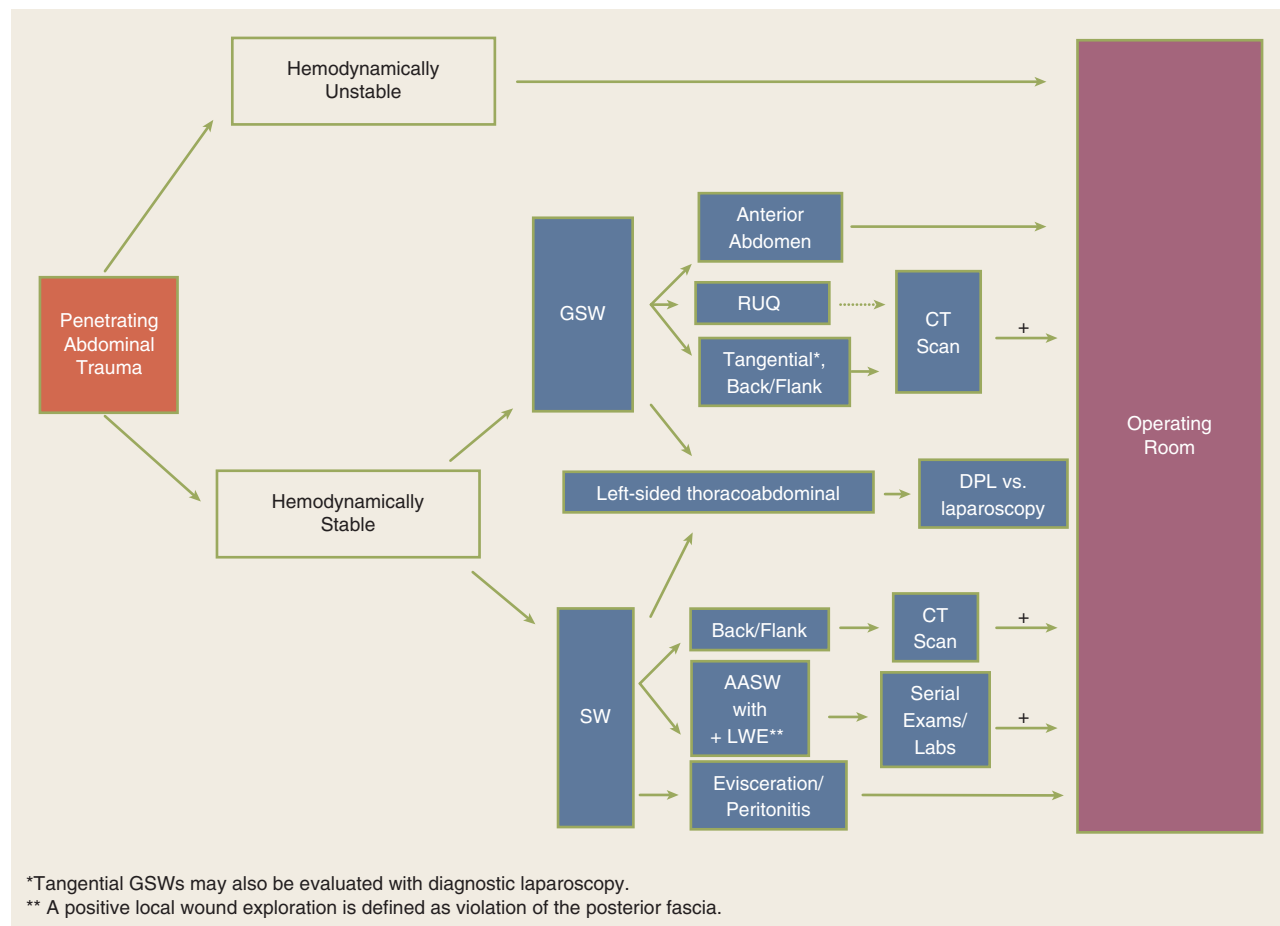 Hemodynamically
Unstable
Penetrating
Abdominal
Trauma
Hemodynamically
Stable
GSW
Anterior
Abdomen
RUQ
Tangential*,
Back/Flank
CT
Scan
+
Left-sided thoracoabdominal
DPL vs.
laparoscopy
SW
Back/Flank
CT
Scan
+
AASW
with
+ LWE**
Serial
Exams/
Labs
+
Evisceration/
Peritonitis
Operating
Room
*Tangential GSWs may also be evaluated with diagnostic laparoscopy.
** A positive local wound exploration is defined as violation of the posterior fascia.